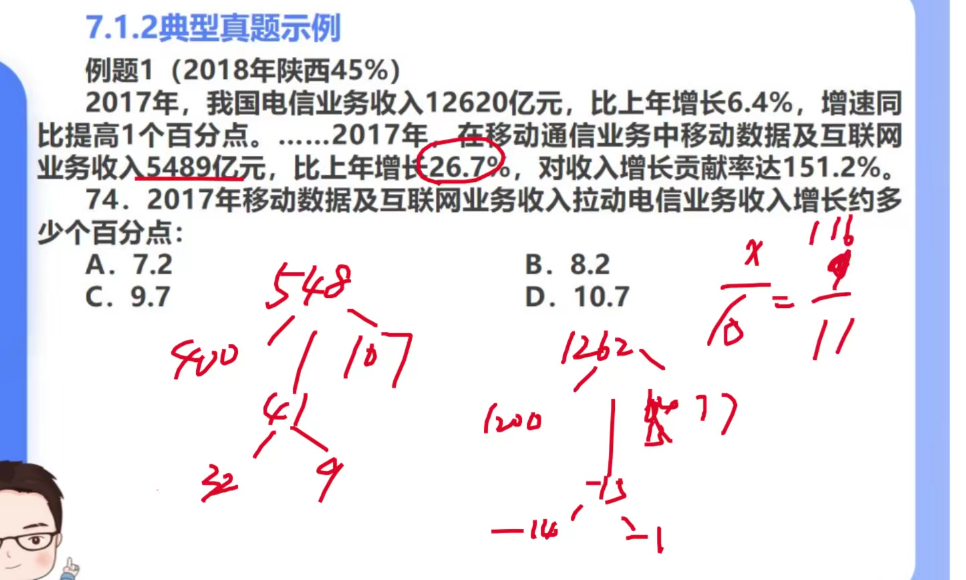 7.1.2典型真题示例
例题1（2018年陕西45%）
2017年，我国电信业务收入12620亿元，比上年增长6.4%，增速同
比提高1个百分点。……2017年，在移动通信业务中移动数据及互联网
业务收入5489亿元，比上年增长26.7%，对收入增长贡献率达151.2%。
74．2017年移动数据及互联网业务收入拉动电信业务收入增长约多
少个百分点：
A．7.2
B．8.2
C．9.7
D．10.7
548
400 107
41
32 9
1262
1200 77
-15
-14 -1
x 116
10 = 11